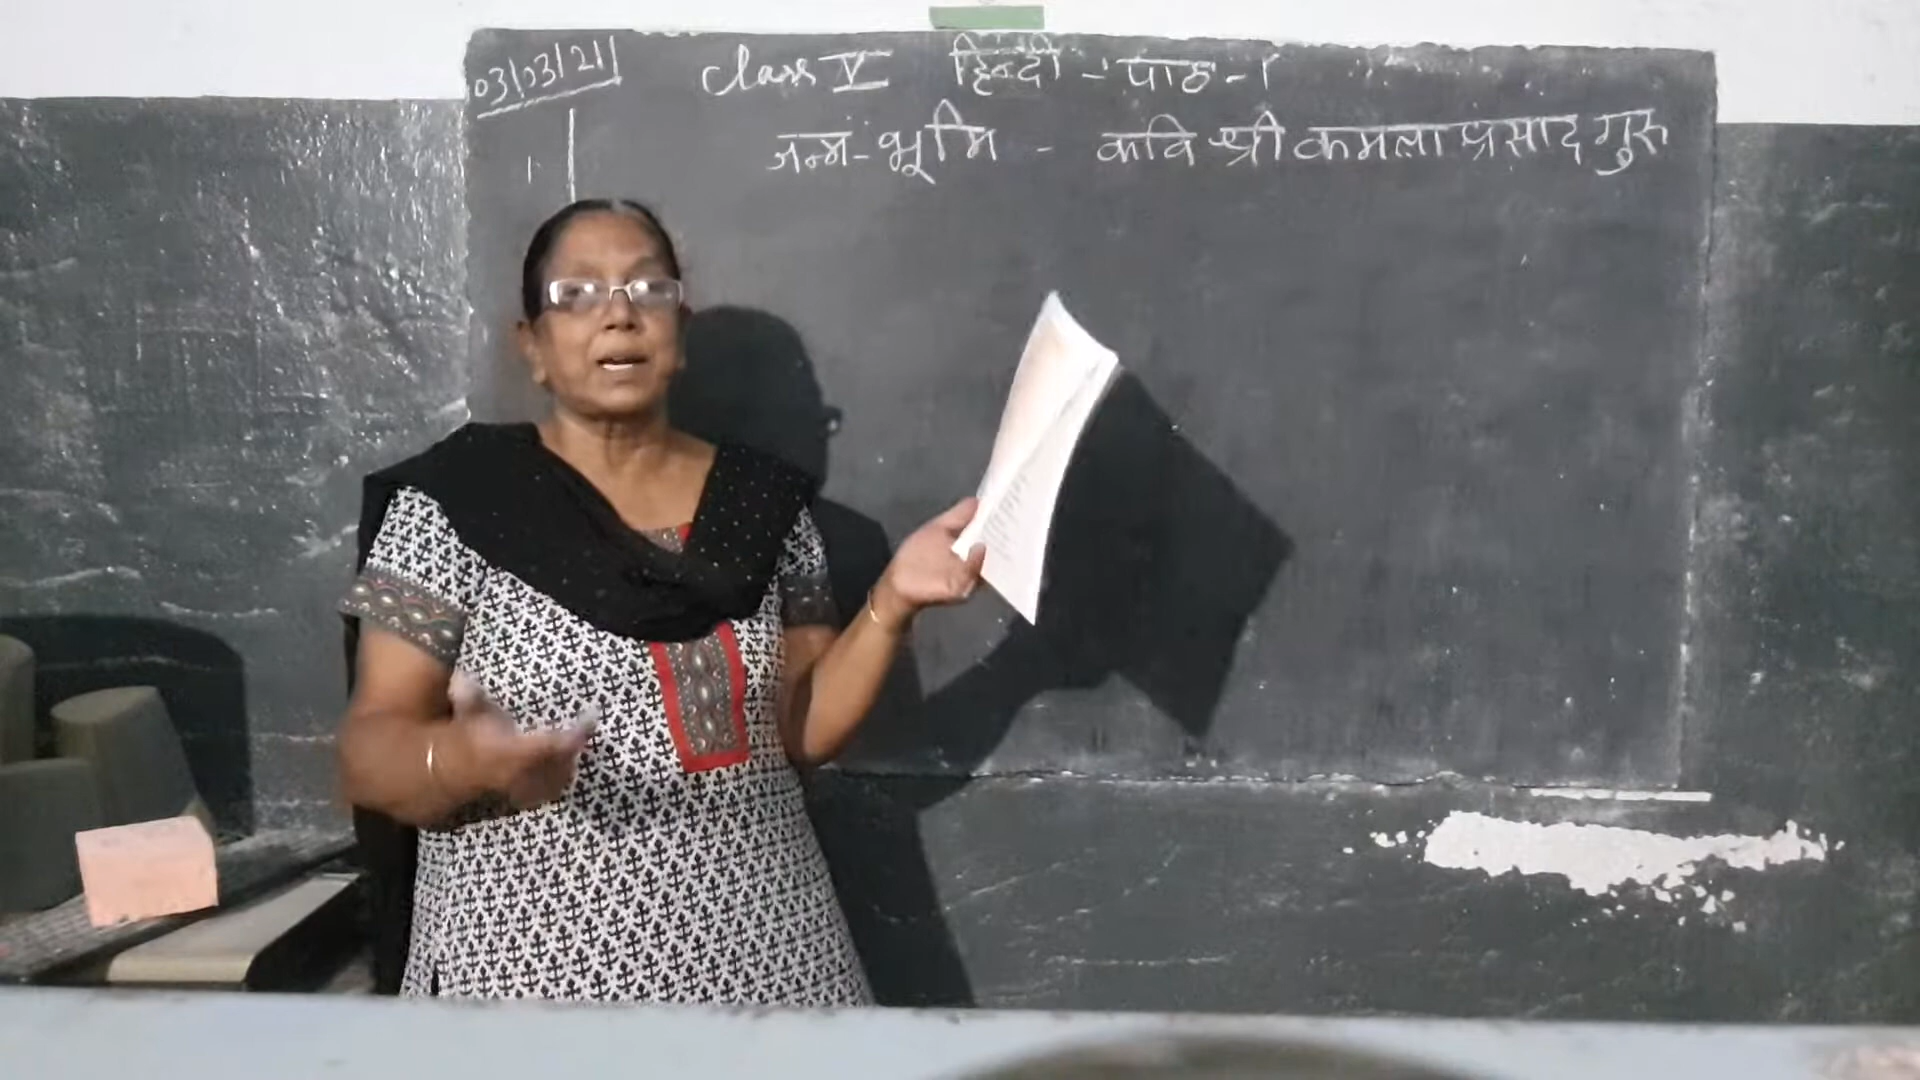 03/03/21 Class V हिन्दी - पाठ-1
जन्म-भूमि - कवि श्री कमला प्रसाद गुरु